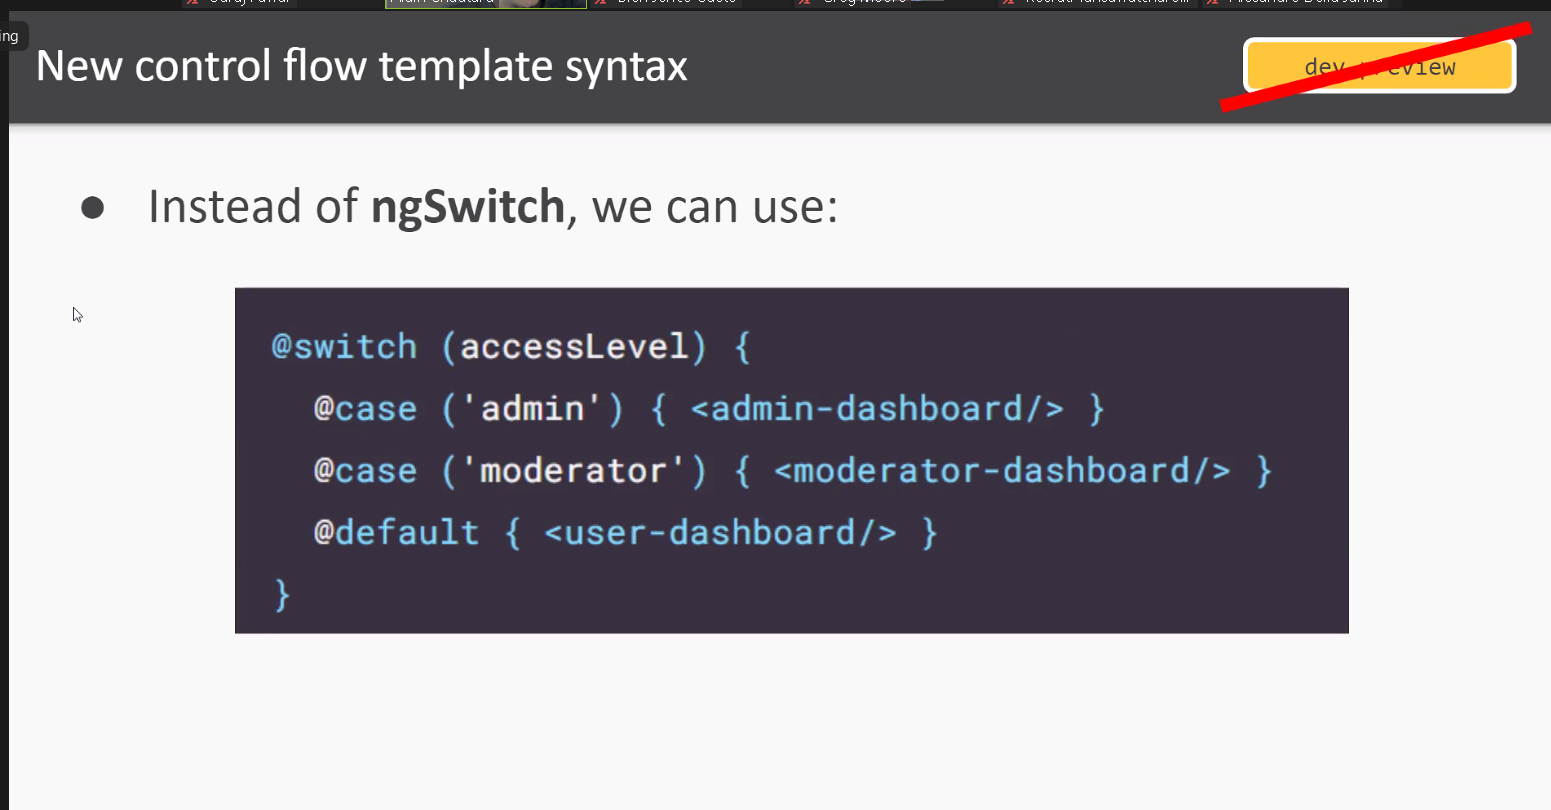 ing
New control flow template syntax
dev preview
● Instead of ngSwitch, we can use:
@switch (accessLevel) {
@case ('admin') { <admin-dashboard/> }
@case ('moderator') { <moderator-dashboard/> }
@default { <user-dashboard/> }
}